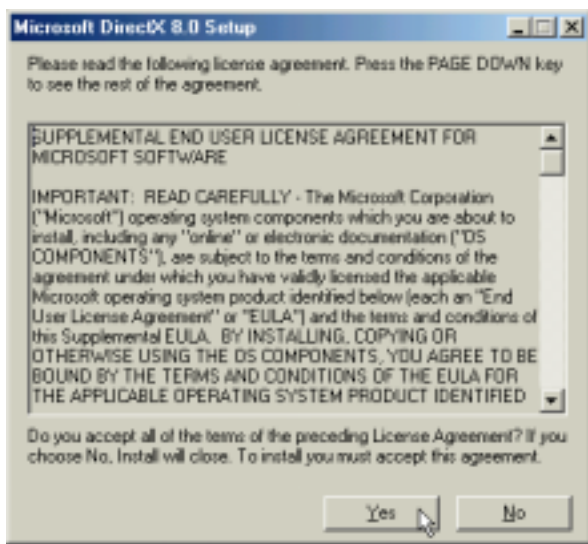 Microsoft DirectX 8.0 Setup
Please read the following license agreement. Press the PAGE DOWN key
to see the rest of the agreement.
SUPPLEMENTAL END USER LICENSE AGREEMENT FOR
MICROSOFT SOFTWARE
IMPORTANT: READ CAREFULLY - The Microsoft Corporation
("Microsoft") operating system components which you are about to
install, including any "online" or electronic documentation ("OS
COMPONENTS"), are subject to the terms and conditions of the
agreement under which you have validly licensed the applicable
Microsoft operating system product identified below (each an "End
User License Agreement" or "EULA") and the terms and conditions of
this Supplemental EULA. BY INSTALLING, COPYING OR
OTHERWISE USING THE OS COMPONENTS, YOU AGREE TO BE
BOUND BY THE TERMS AND CONDITIONS OF THE EULA FOR
THE APPLICABLE OPERATING SYSTEM PRODUCT IDENTIFIED
Do you accept all of the terms of the preceding License Agreement? If you
choose No, Install will close. To install you must accept this agreement.
Yes
No